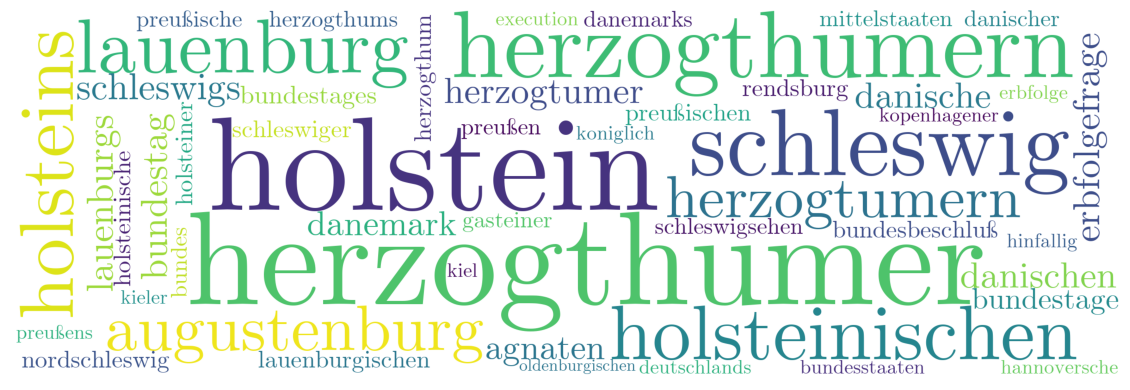 preußische herzogthums execution danemarks mittelstaaten danischer
lauenburg herzogthum herzogthumern
holsteins schleswigs bundestages herzogtumer rendsburg danische erbfolge erbfolgefrage
lauenburgs holsteinische bundestag holsteiner schleswiger preußen koniglich preußischen kopenhagener
holstein schleswig
herzogtumern
danemark gasteiner schleswigsehen bundesbeschluß hinfallig
bundes kieler herzogthumer kiel danischen
bundestage
preußens augustenburg holsteinischen
nordschleswig lauenburgischen agnaten oldenburgischen deutschlands bundesstaaten hannoversche